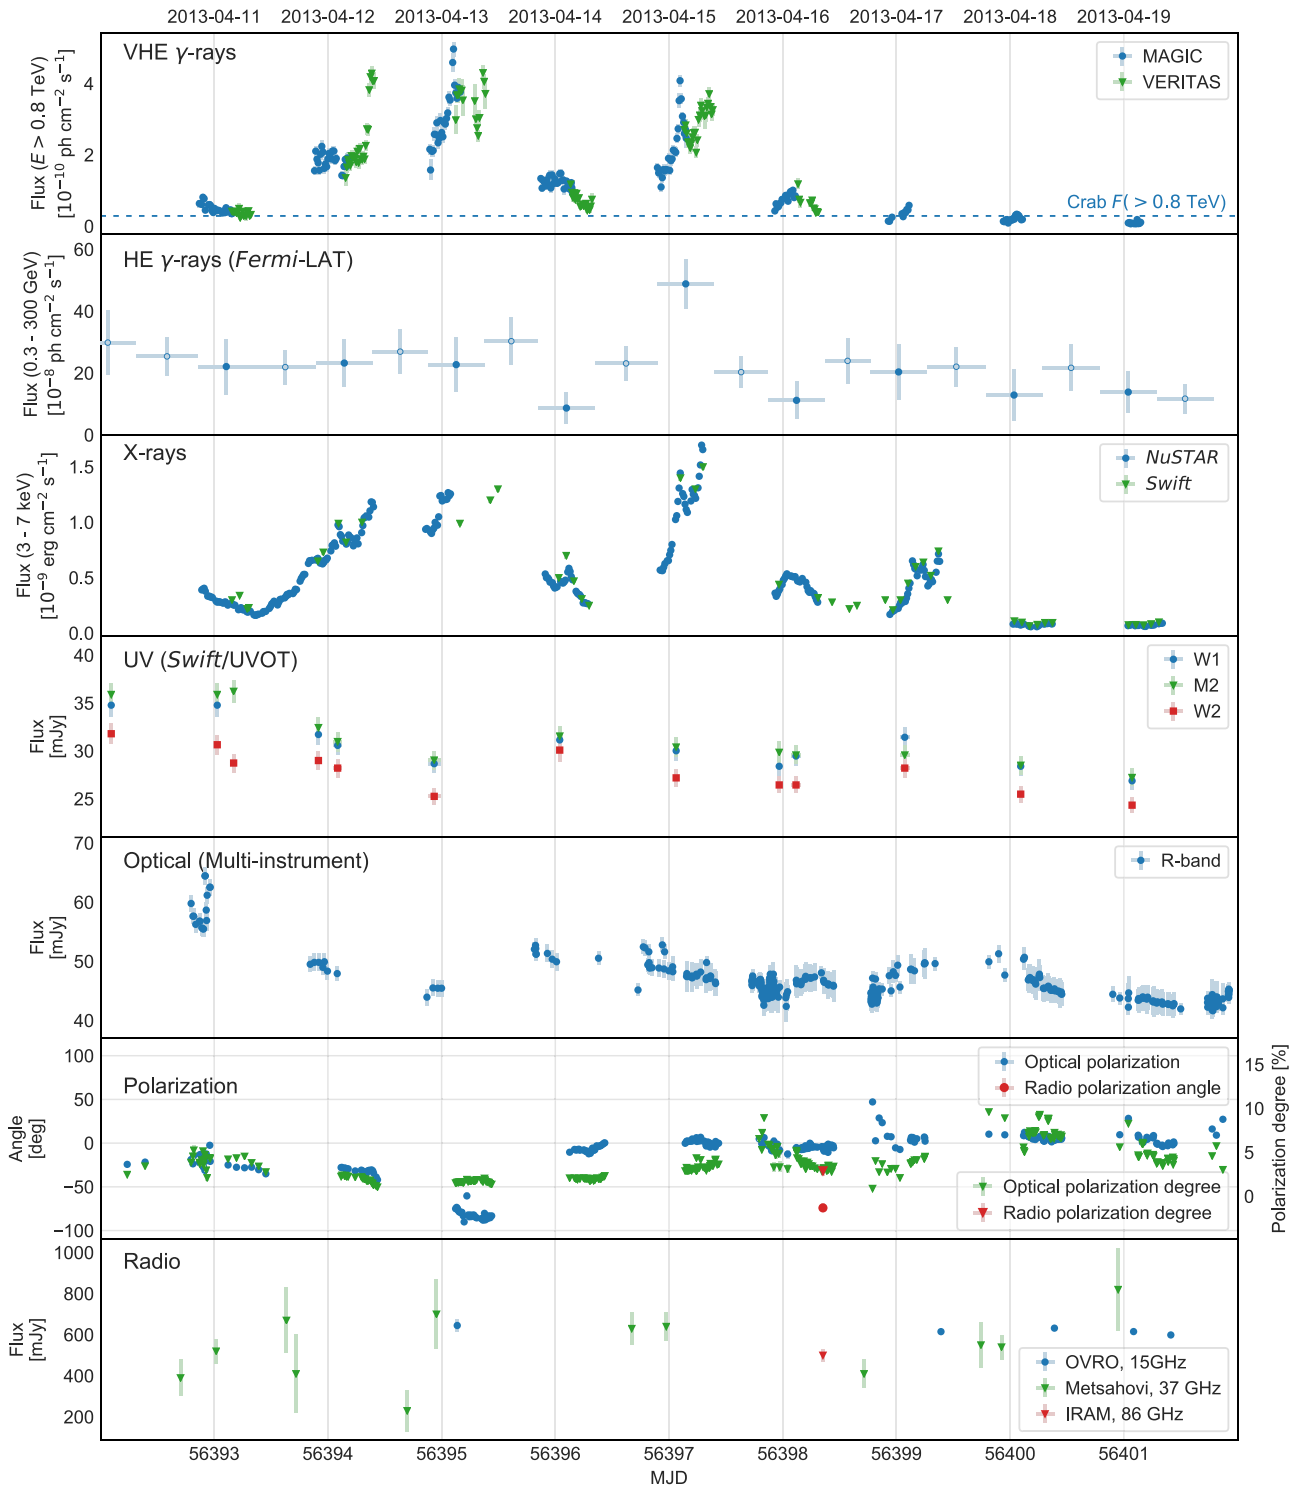 2013-04-11 2013-04-12 2013-04-13 2013-04-14 2013-04-15 2013-04-16 2013-04-17 2013-04-18 2013-04-19
VHE γ-rays
MAGIC
VERITAS
Flux (E > 0.8 TeV)
[10⁻¹⁰ ph cm⁻² s⁻¹]
4
2
0
Crab F( > 0.8 TeV)
HE γ-rays (Fermi-LAT)
Flux (0.3 - 300 GeV)
[10⁻⁸ ph cm⁻² s⁻¹]
60
40
20
0
X-rays
NuSTAR
Swift
Flux (3 - 7 keV)
[10⁻⁹ erg cm⁻² s⁻¹]
1.5
1.0
0.5
0.0
UV (Swift/UVOT)
W1
M2
W2
Flux
[mJy]
40
35
30
25
Optical (Multi-instrument)
R-band
Flux
[mJy]
70
60
50
40
Polarization
Optical polarization
Radio polarization angle
Optical polarization degree
Radio polarization degree
Angle
[deg]
100
50
0
−50
−100
Polarization degree [%]
15
10
5
0
Radio
Flux
[mJy]
1000
800
600
400
200
OVRO, 15GHz
Metsahovi, 37 GHz
IRAM, 86 GHz
56393 56394 56395 56396 56397 56398 56399 56400 56401
MJD